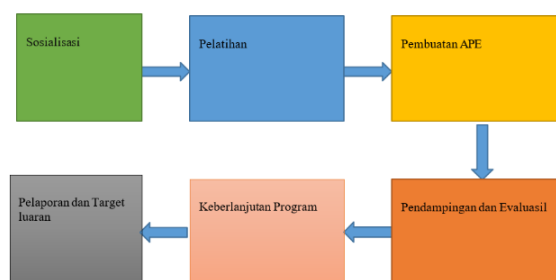 Sosialisasi
Pelatihan
Pembuatan APE
Pendampingan dan Evaluasil
Keberlanjutan Program
Pelaporan dan Target
luaran